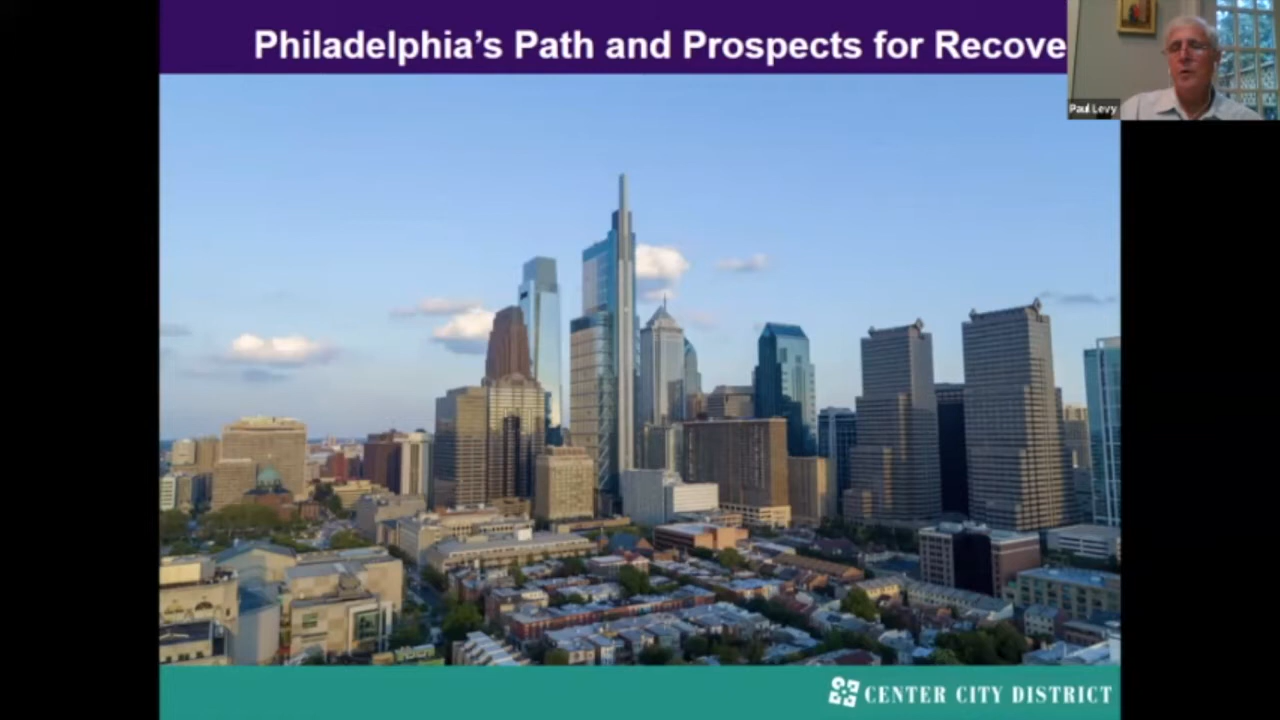 Philadelphia's Path and Prospects for Recove
Paul Levy
CENTER CITY DISTRICT